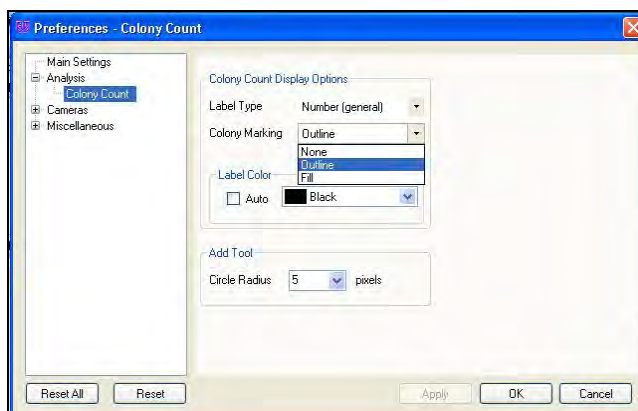 Preferences - Colony Count
Main Settings
Analysis
Colony Count
Cameras
Miscellaneous
Colony Count Display Options
Label Type Number (general)
Colony Marking Outline
None
Outline
Fill
Label Color
Auto Black
Add Tool
Circle Radius 5 pixels
Reset All Reset Apply OK Cancel